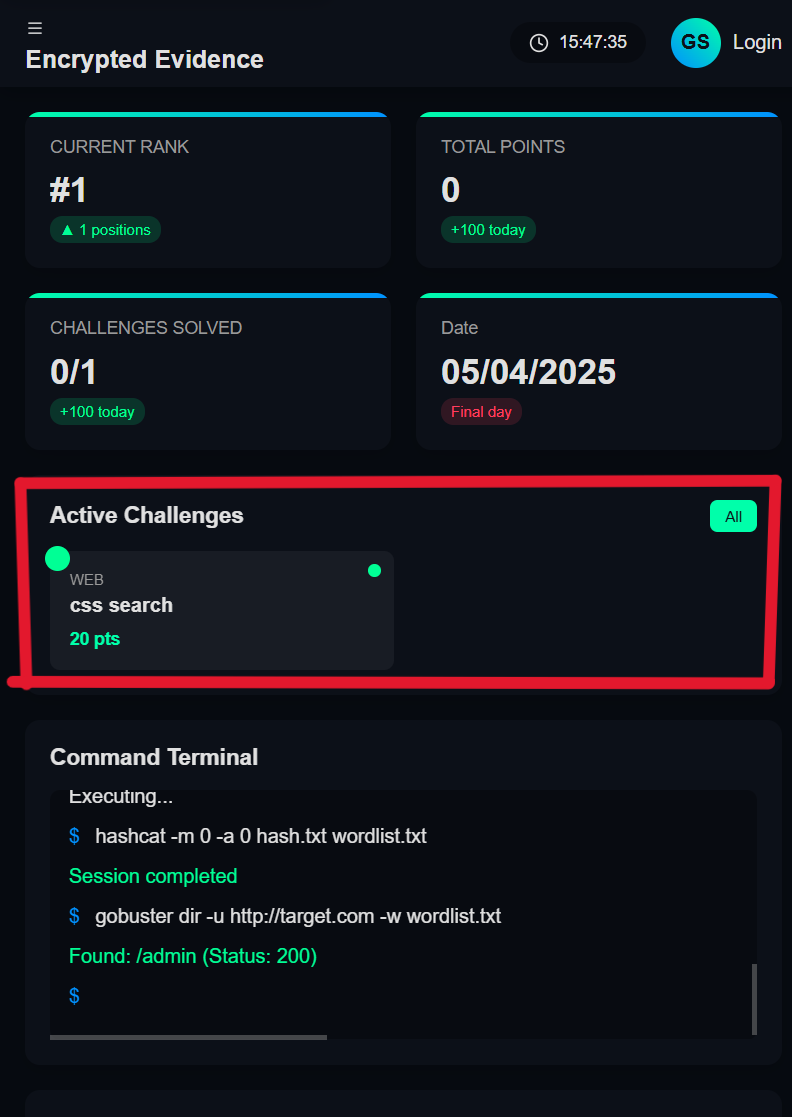 ☰
Encrypted Evidence
15:47:35
GS
Login
CURRENT RANK
#1
▲ 1 positions
TOTAL POINTS
0
+100 today
CHALLENGES SOLVED
0/1
+100 today
Date
05/04/2025
Final day
Active Challenges
All
WEB
css search
20 pts
Command Terminal
Executing...
$ hashcat -m 0 -a 0 hash.txt wordlist.txt
Session completed
$ gobuster dir -u http://target.com -w wordlist.txt
Found: /admin (Status: 200)
$